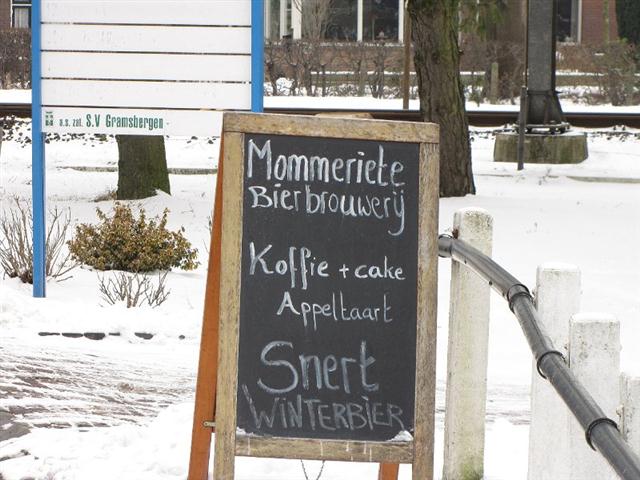 a.s. zat. S.V Gramsbergen
Mommeriete
Bierbrouwerij
Koffie + cake
Appeltaart
Snert
WINTERBIER